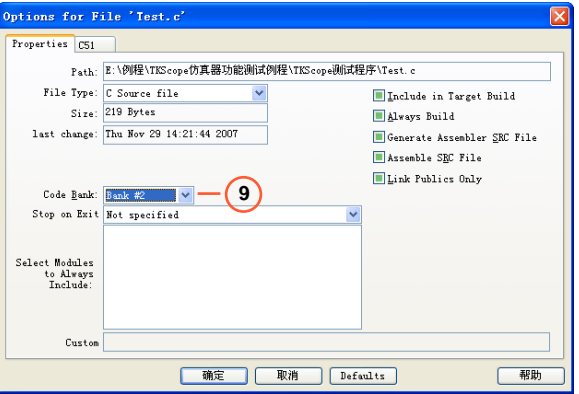 Options for File 'Test.c'
Properties C51
Path: E:\例程\TKScope仿真器功能测试例程\TKScope测试程序\Test.c
File Type: C Source file
Include in Target Build
Size: 219 Bytes
Always Build
last change: Thu Nov 29 14:21:44 2007
Generate Assembler SRC File
Assemble SRC File
Link Publics Only
Code Bank: Bank #2
9
Stop on Exit Not specified
Select Modules
to Always
Include:
Custom
确定 取消 Defaults 帮助